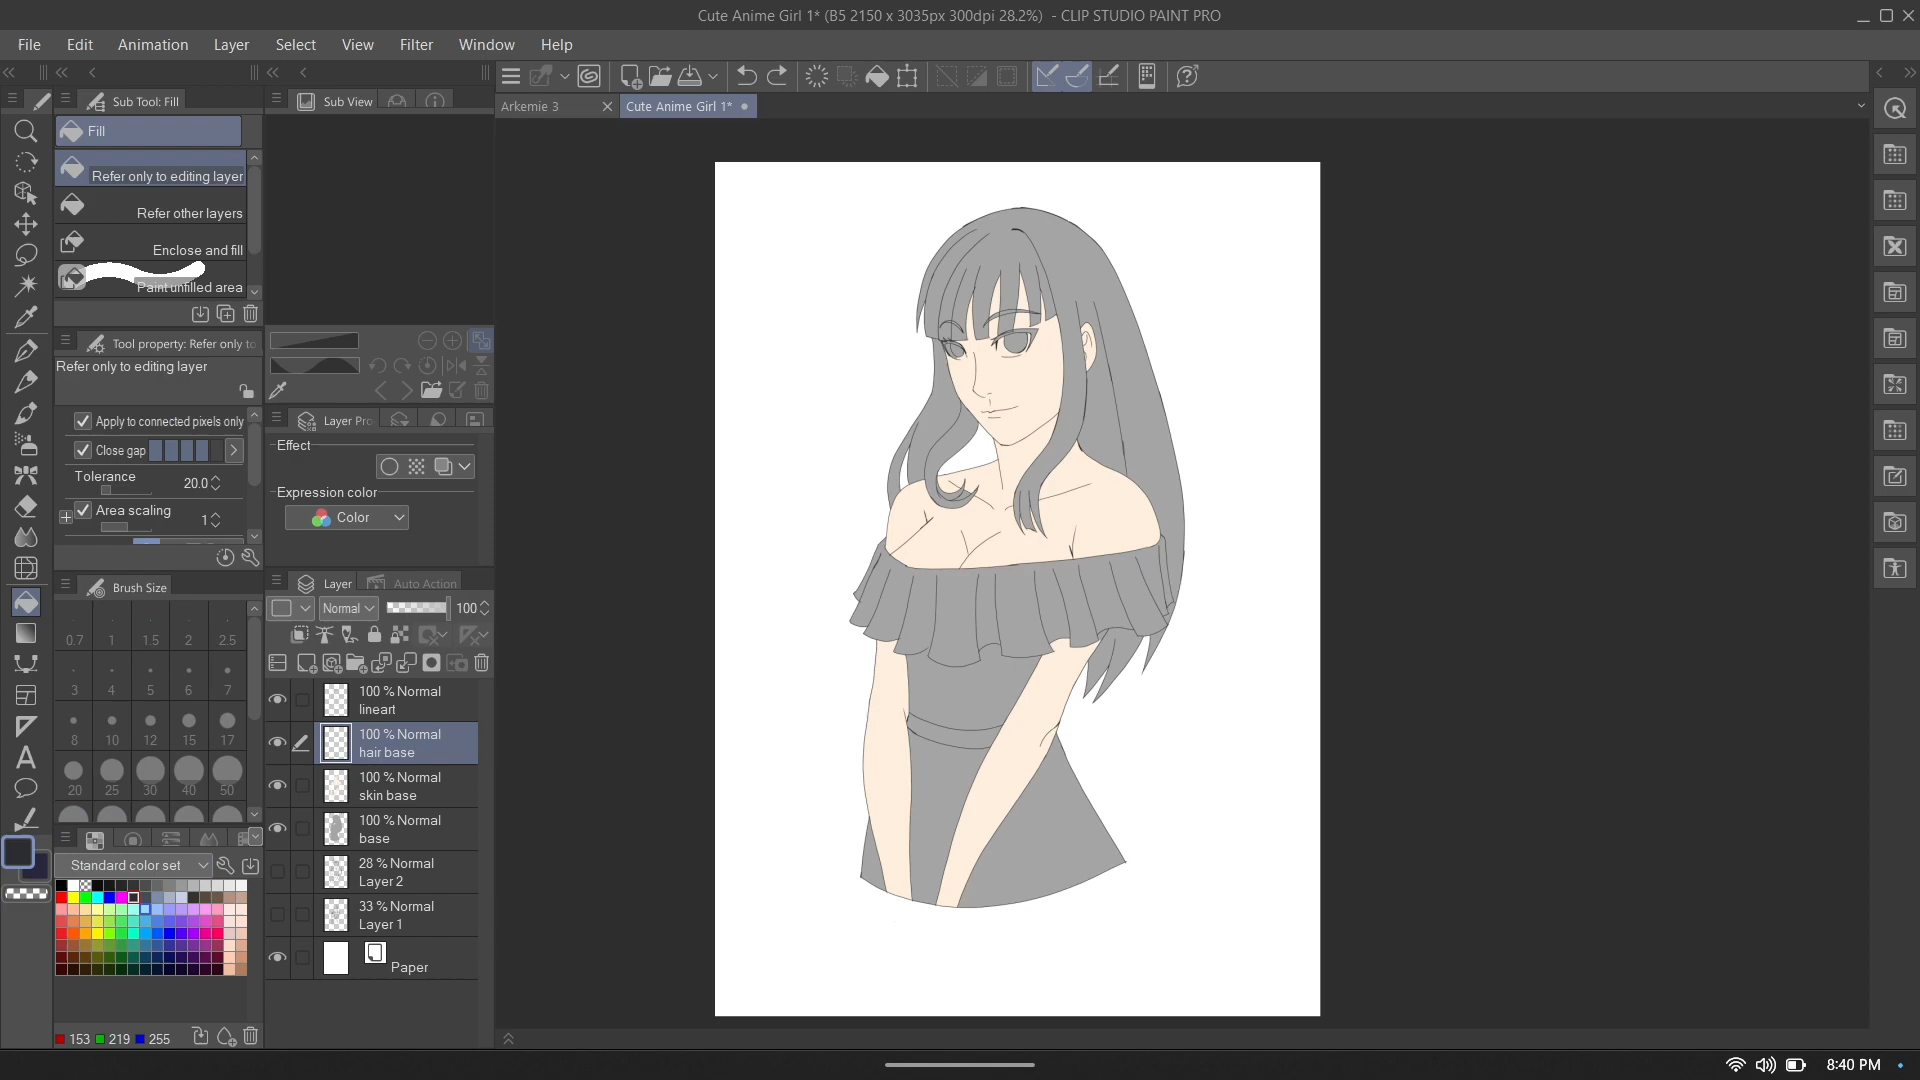 Cute Anime Girl 1* (B5 2150 x 3035px 300dpi 28.2%) - CLIP STUDIO PAINT PRO
File Edit Animation Layer Select View Filter Window Help
Sub Tool: Fill
Sub View
Arkemie 3
Cute Anime Girl 1*
Fill
Refer only to editing layer
Refer other layers
Enclose and fill
Paint unfilled area
Tool property: Refer only to
Refer only to editing layer
Apply to connected pixels only
Close gap
Tolerance 20.0
Area scaling 1
Layer Pro
Effect
Expression color
Color
Brush Size
0.7 1 1.5 2 2.5
3 4 5 6 7
8 10 12 15 17
20 25 30 40 50
Layer
Auto Action
Normal 100
100 % Normal
lineart
100 % Normal
hair base
100 % Normal
skin base
100 % Normal
base
28 % Normal
Layer 2
33 % Normal
Layer 1
Paper
Standard color set
153 219 255
8:40 PM